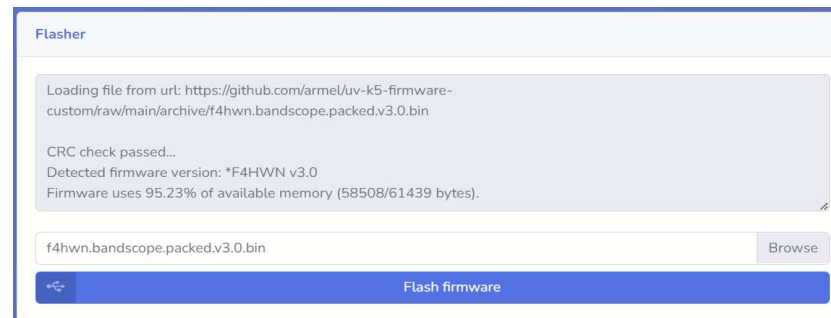 Flasher
Loading file from url: https://github.com/armel/uv-k5-firmware-
custom/raw/main/archive/f4hwn.bandscope.packed.v3.0.bin
CRC check passed...
Detected firmware version: *F4HWN v3.0
Firmware uses 95.23% of available memory (58508/61439 bytes).
f4hwn.bandscope.packed.v3.0.bin Browse
Flash firmware